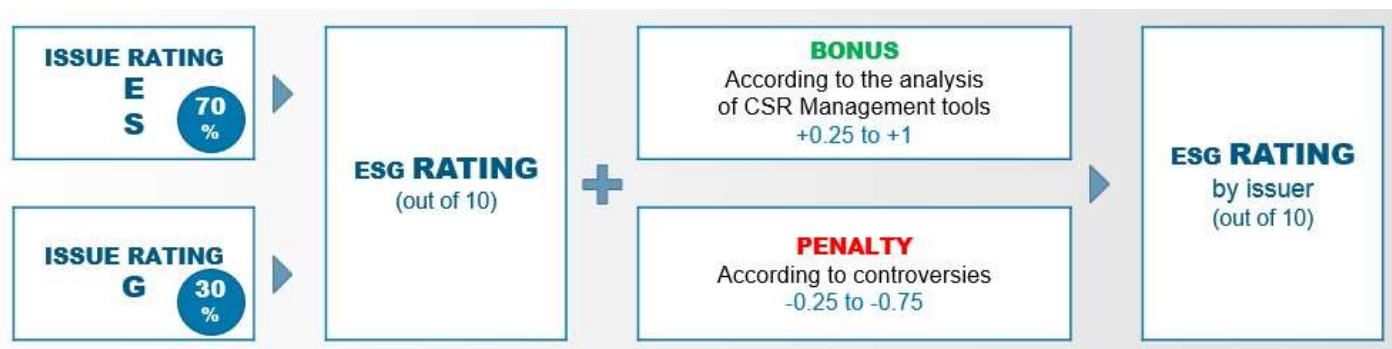 ISSUE RATING
E
S
70
%
ISSUE RATING
G
30
%
ESG RATING
(out of 10)
BONUS
According to the analysis
of CSR Management tools
+0.25 to +1
PENALTY
According to controversies
-0.25 to -0.75
ESG RATING
by issuer
(out of 10)